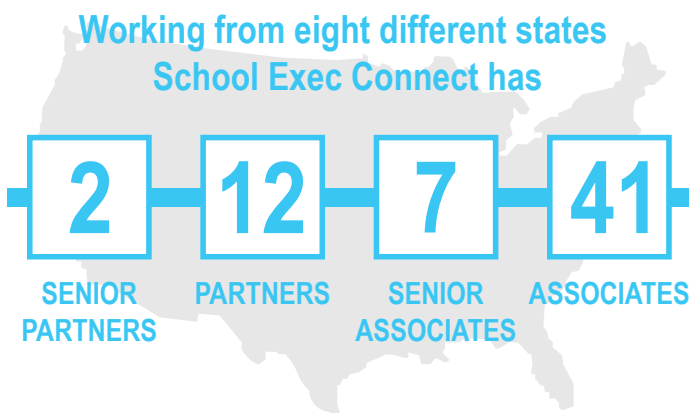 Working from eight different states
School Exec Connect has
2
12
7
41
SENIOR
PARTNERS
PARTNERS
SENIOR
ASSOCIATES
ASSOCIATES